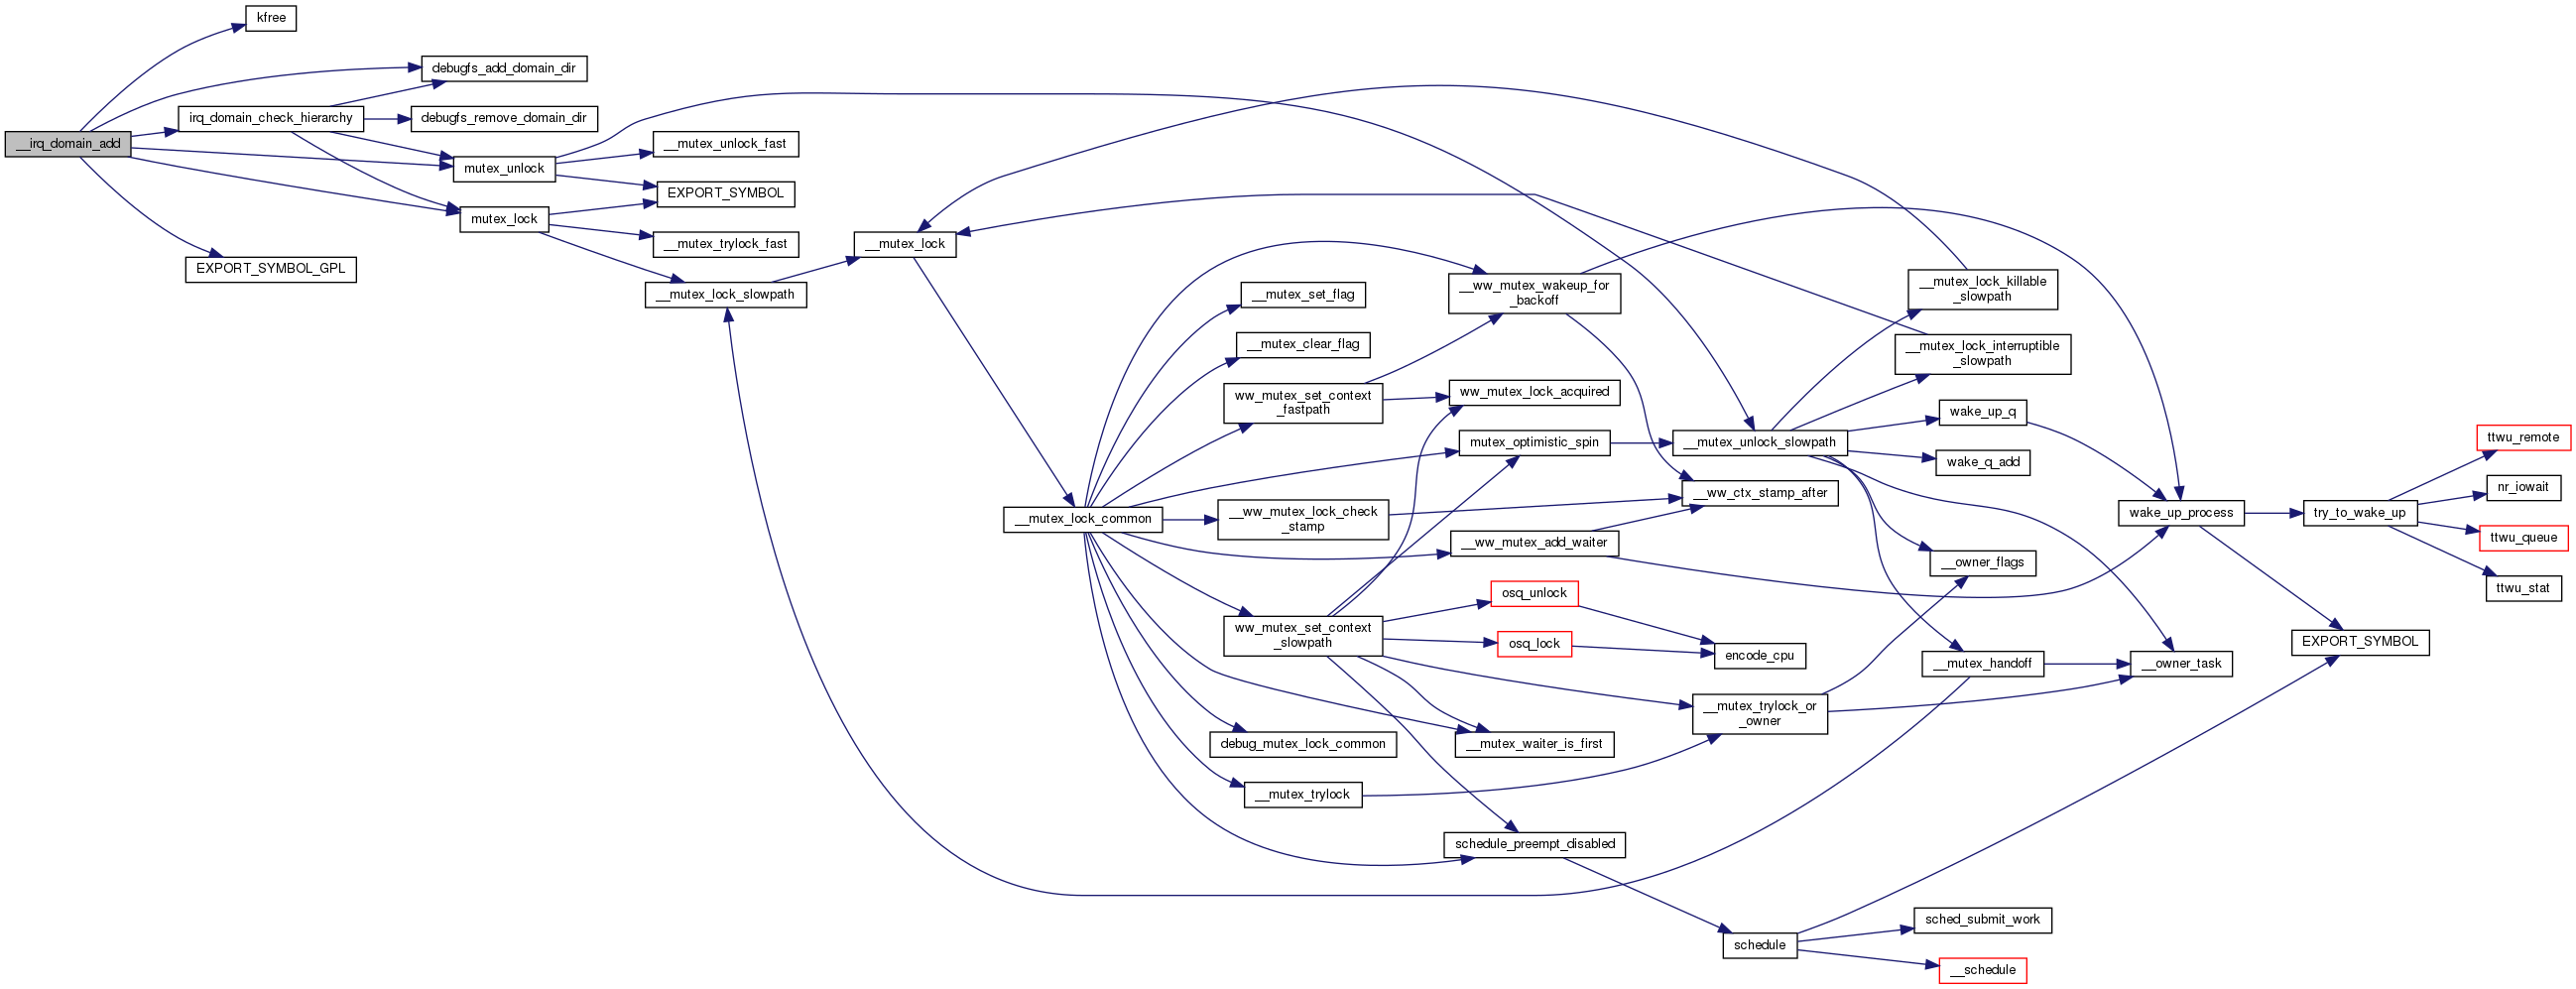 kfree
debugfs_add_domain_dir
irq_domain_check_hierarchy
debugfs_remove_domain_dir
__irq_domain_add
mutex_unlock
__mutex_unlock_fast
EXPORT_SYMBOL
mutex_lock
__mutex_trylock_fast
EXPORT_SYMBOL_GPL
__mutex_lock_slowpath
__mutex_lock
__mutex_lock_common
__mutex_set_flag
__mutex_clear_flag
ww_mutex_set_context
_fastpath
__ww_mutex_lock_check
_stamp
ww_mutex_set_context
_slowpath
debug_mutex_lock_common
__mutex_trylock
__ww_mutex_wakeup_for
_backoff
ww_mutex_lock_acquired
mutex_optimistic_spin
__ww_mutex_add_waiter
osq_unlock
osq_lock
__mutex_waiter_is_first
schedule_preempt_disabled
__mutex_unlock_slowpath
__ww_ctx_stamp_after
encode_cpu
__mutex_trylock_or
_owner
schedule
__mutex_lock_killable
_slowpath
__mutex_lock_interruptible
_slowpath
wake_up_q
wake_q_add
__owner_flags
__mutex_handoff
sched_submit_work
__schedule
wake_up_process
__owner_task
try_to_wake_up
EXPORT_SYMBOL
ttwu_remote
nr_iowait
ttwu_queue
ttwu_stat